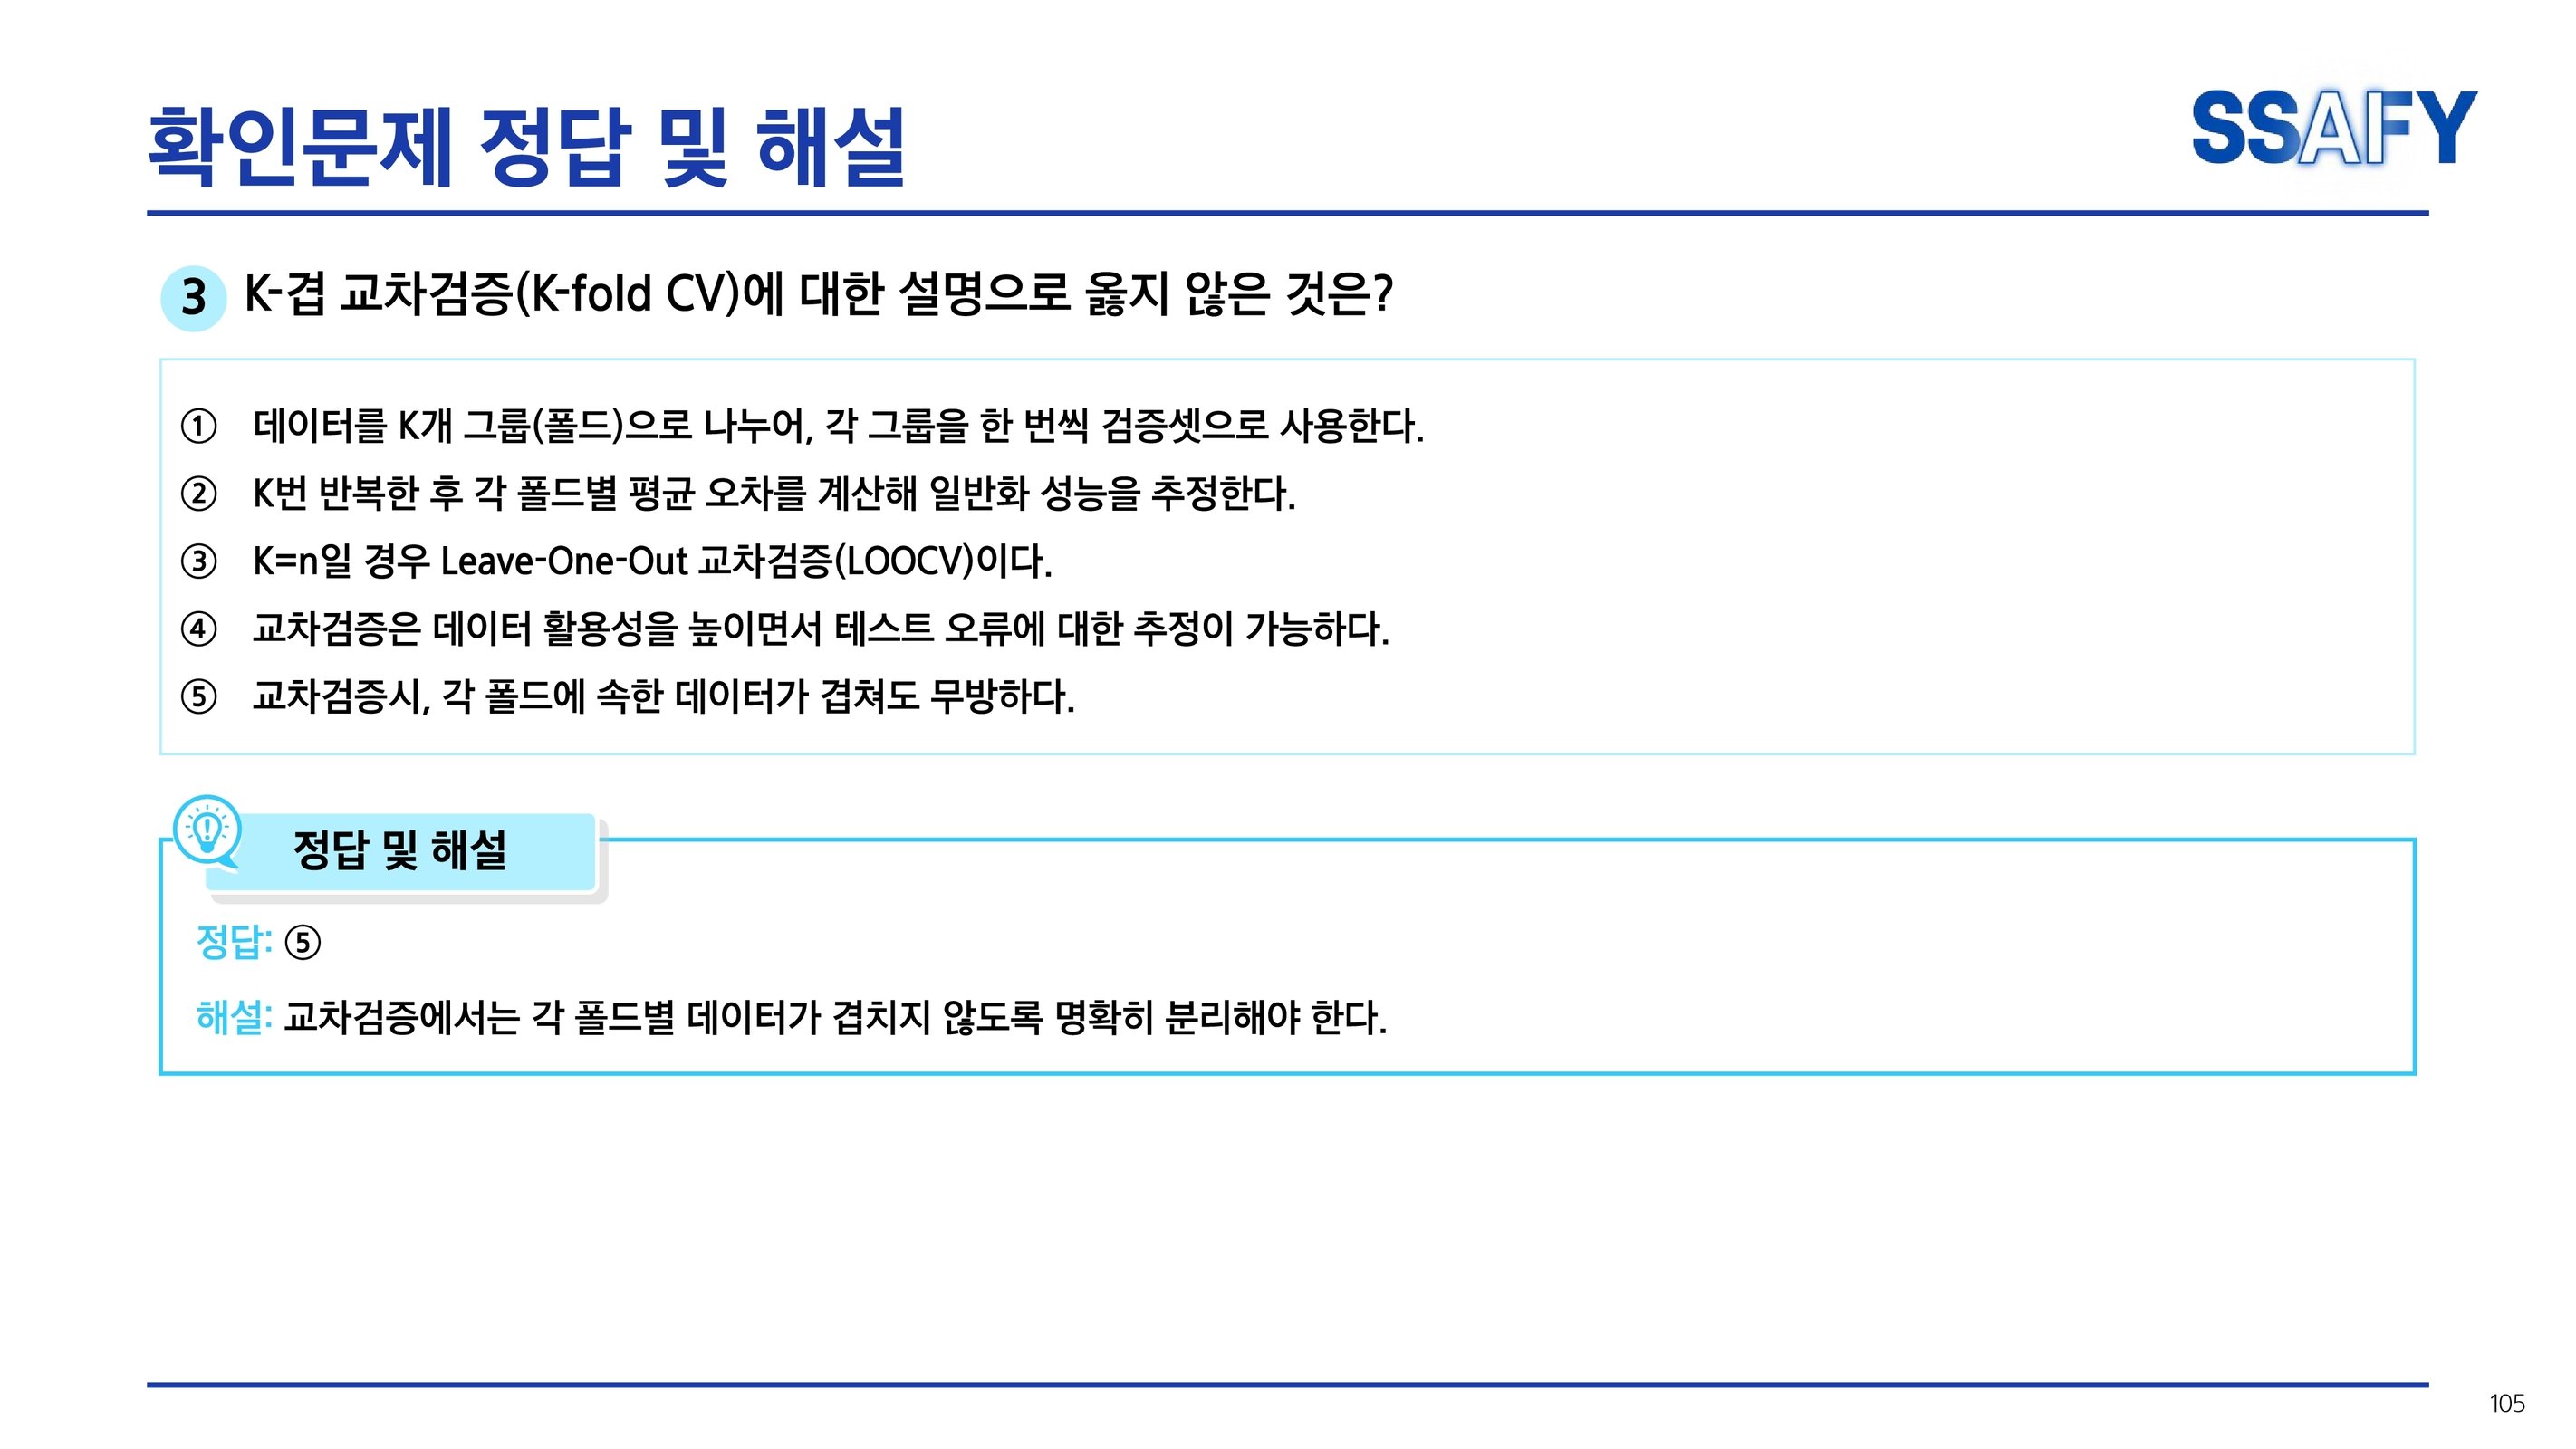 확인문제 정답 및 해설
SSAFY
3 K-겹 교차검증(K-fold CV)에 대한 설명으로 옳지 않은 것은?
① 데이터를 K개 그룹(폴드)으로 나누어, 각 그룹을 한 번씩 검증셋으로 사용한다.
② K번 반복한 후 각 폴드별 평균 오차를 계산해 일반화 성능을 추정한다.
③ K=n일 경우 Leave-One-Out 교차검증(LOOCV)이다.
④ 교차검증은 데이터 활용성을 높이면서 테스트 오류에 대한 추정이 가능하다.
⑤ 교차검증시, 각 폴드에 속한 데이터가 겹쳐도 무방하다.
정답 및 해설
정답: ⑤
해설: 교차검증에서는 각 폴드별 데이터가 겹치지 않도록 명확히 분리해야 한다.
105